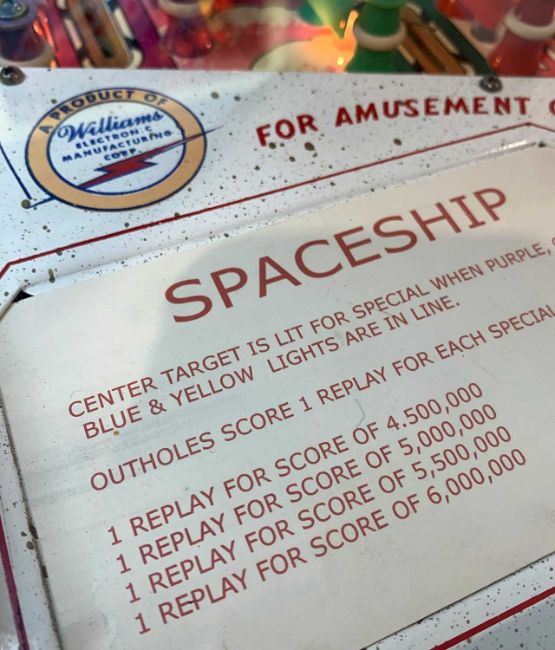 A PRODUCT OF
Williams
ELECTRONIC
MANUFACTURING
CORP.
FOR AMUSEMENT
SPACESHIP
CENTER TARGET IS LIT FOR SPECIAL WHEN PURPLE,
BLUE & YELLOW LIGHTS ARE IN LINE.
OUTHOLES SCORE 1 REPLAY FOR EACH SPECIAL
1 REPLAY FOR SCORE OF 4.500,000
1 REPLAY FOR SCORE OF 5,000,000
1 REPLAY FOR SCORE OF 5,500,000
1 REPLAY FOR SCORE OF 6,000,000